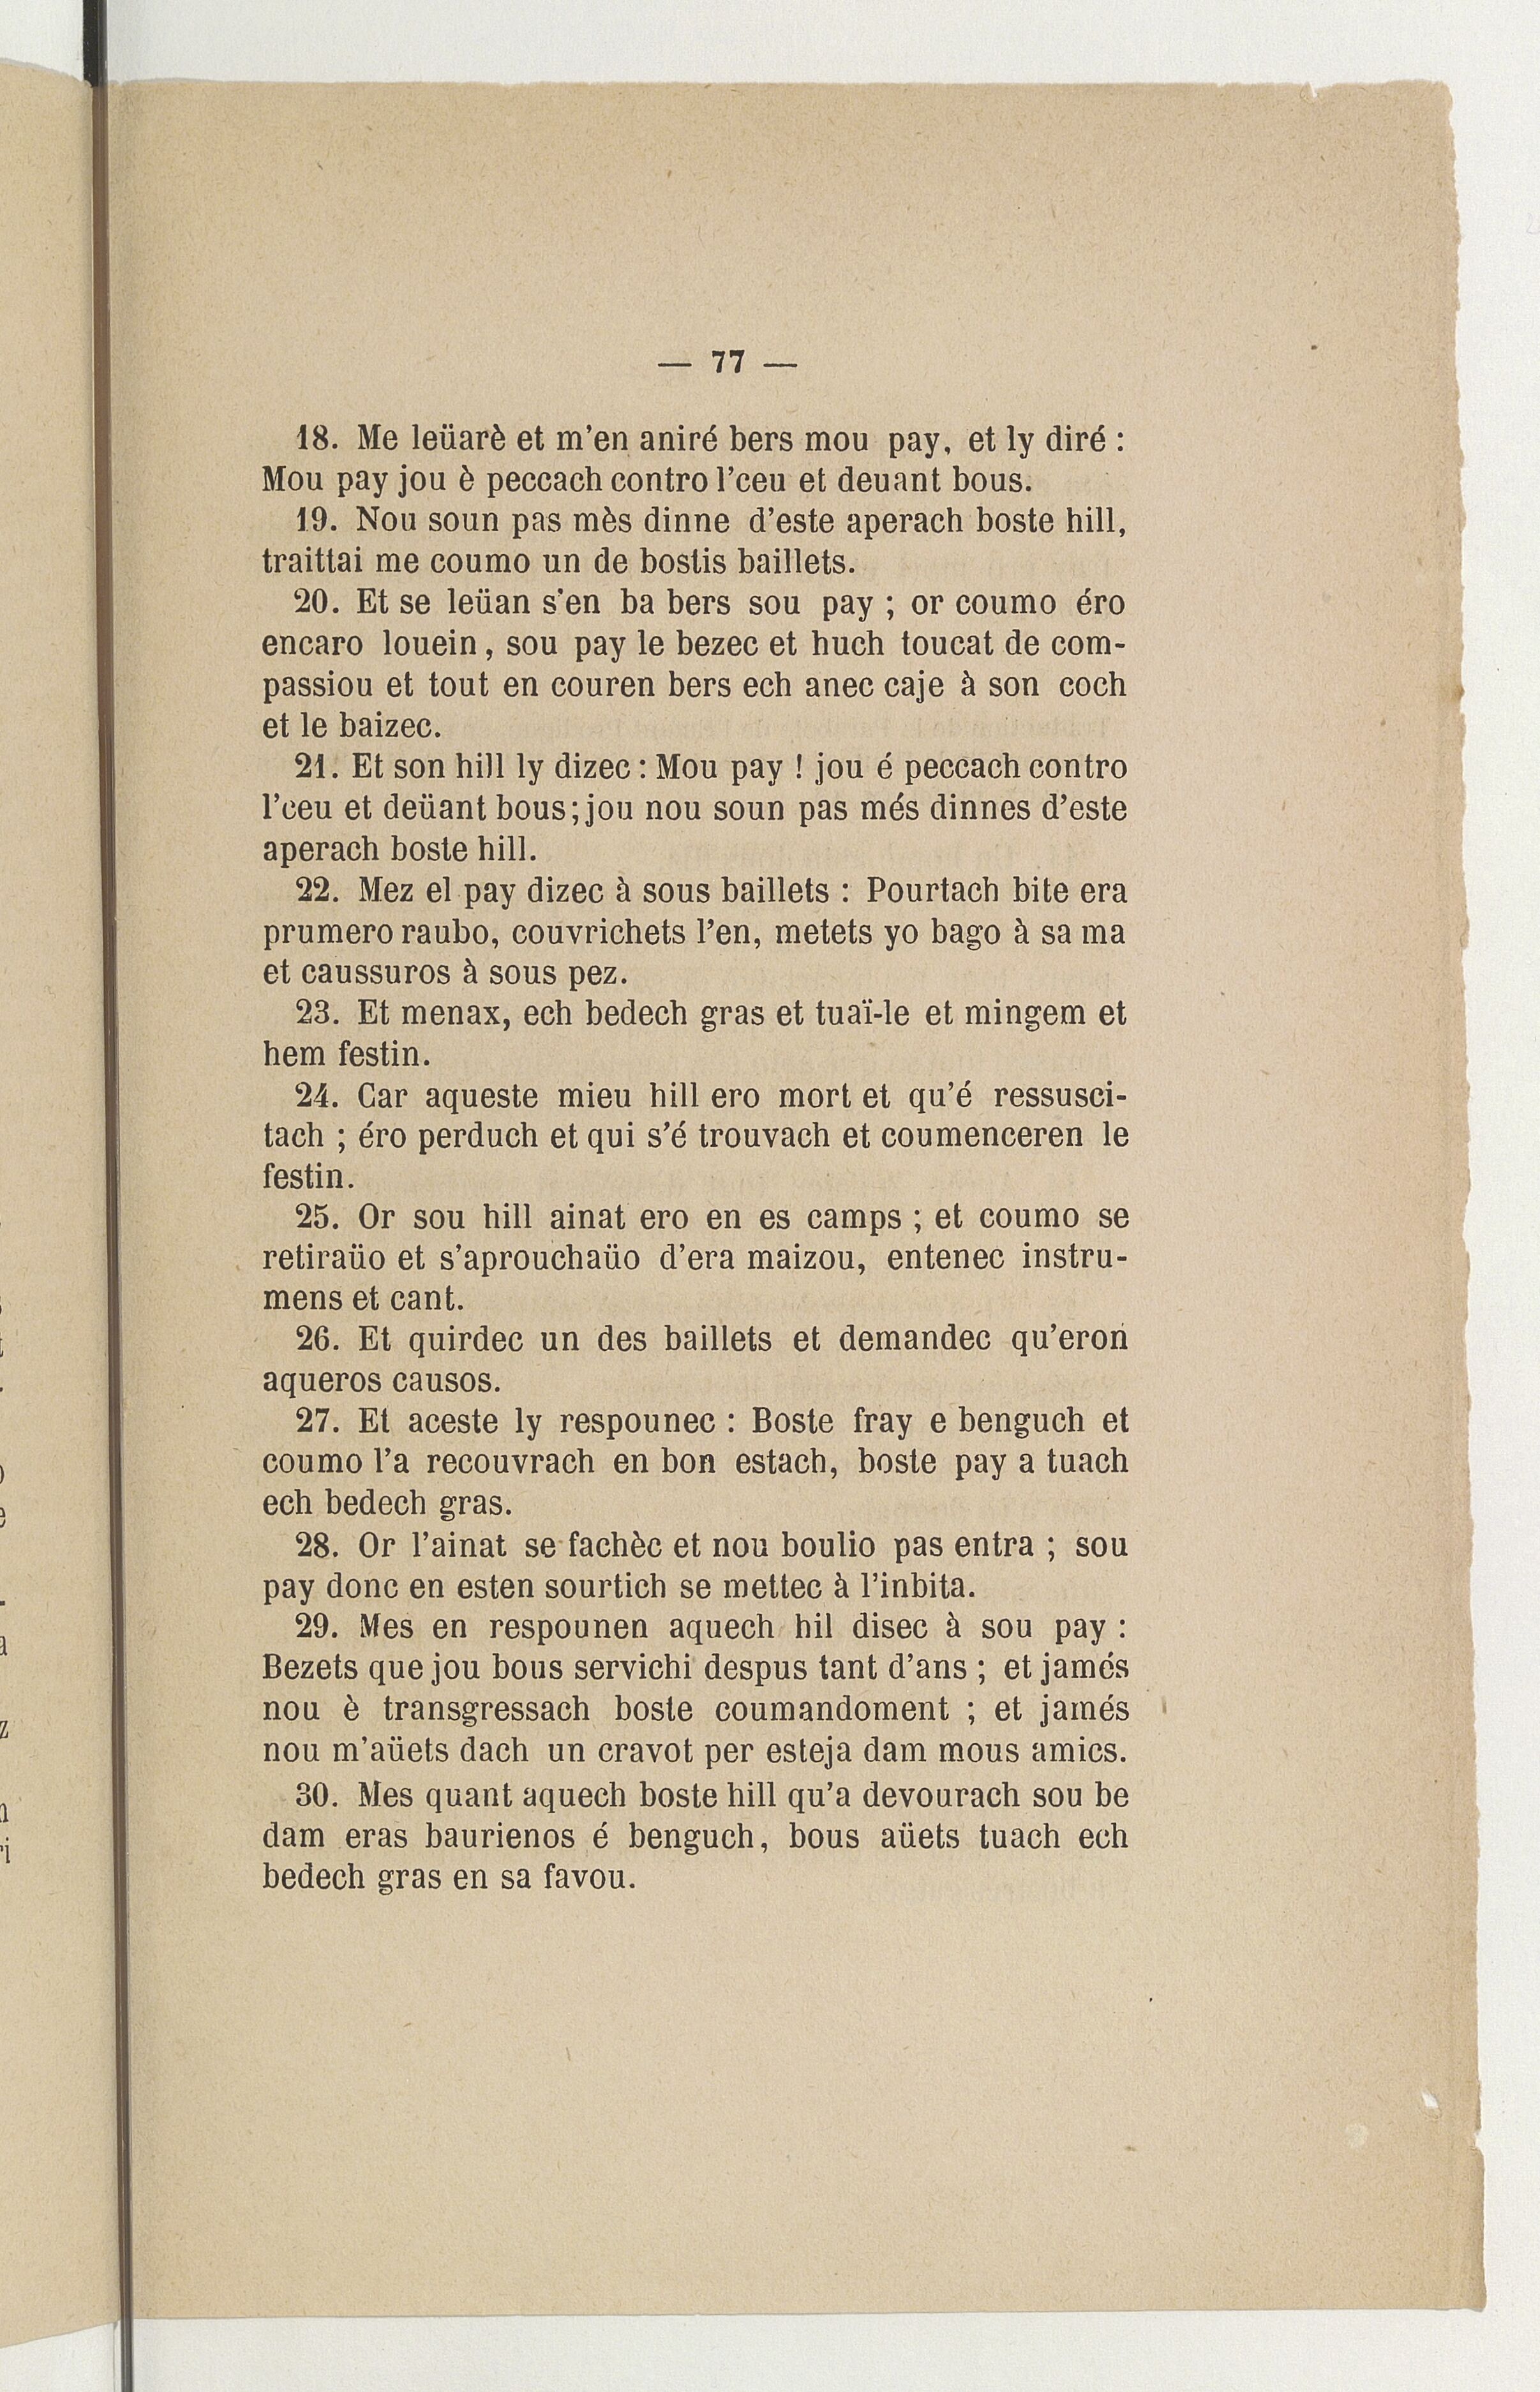 — 77 —
18. Me leüarè et m'en aniré bers mou pay, et ly diré :
Mou pay jou è peccach contro l'ceu et deuant bous.
19. Nou soun pas mès dinne d'este aperach boste hill,
traittai me coumo un de bostis baillets.
20. Et se leüan s'en ba bers sou pay ; or coumo éro
encaro louein, sou pay le bezec et huch toucat de com-
passiou et tout en couren bers ech anec caje à son coch
et le baizec.
21. Et son hill ly dizec : Mou pay ! jou é peccach contro
l'ceu et deüant bous; jou nou soun pas més dinnes d'este
aperach boste hill.
22. Mez el pay dizec à sous baillets : Pourtach bite era
prumero raubo, couvrichets l'en, metets yo bago à sa ma
et caussuros à sous pez.
23. Et menax, ech bedech gras et tuaï-le et mingem et
hem festin.
24. Car aqueste mieu hill ero mort et qu'é ressusci-
tach ; éro perduch et qui s'é trouvach et coumenceren le
festin.
25. Or sou hill ainat ero en es camps ; et coumo se
retiraüo et s'aprouchaüo d'era maizou, entenec instru-
mens et cant.
26. Et quirdec un des baillets et demandec qu'eron
aqueros causos.
27. Et aceste ly respounec : Boste fray e benguch et
coumo l'a recouvrach en bon estach, boste pay a tuach
ech bedech gras.
28. Or l'ainat se fachèc et nou boulio pas entra ; sou
pay donc en esten sourtich se mettec à l'inbita.
29. Mes en respounen aquech hil disec à sou pay :
Bezets que jou bous servichi despus tant d'ans ; et jamés
nou è transgressach boste coumandoment ; et jamés
nou m'aüets dach un cravot per esteja dam mous amics.
30. Mes quant aquech boste hill qu'a devourach sou be
dam eras baurienos é benguch, bous aüets tuach ech
bedech gras en sa favou.